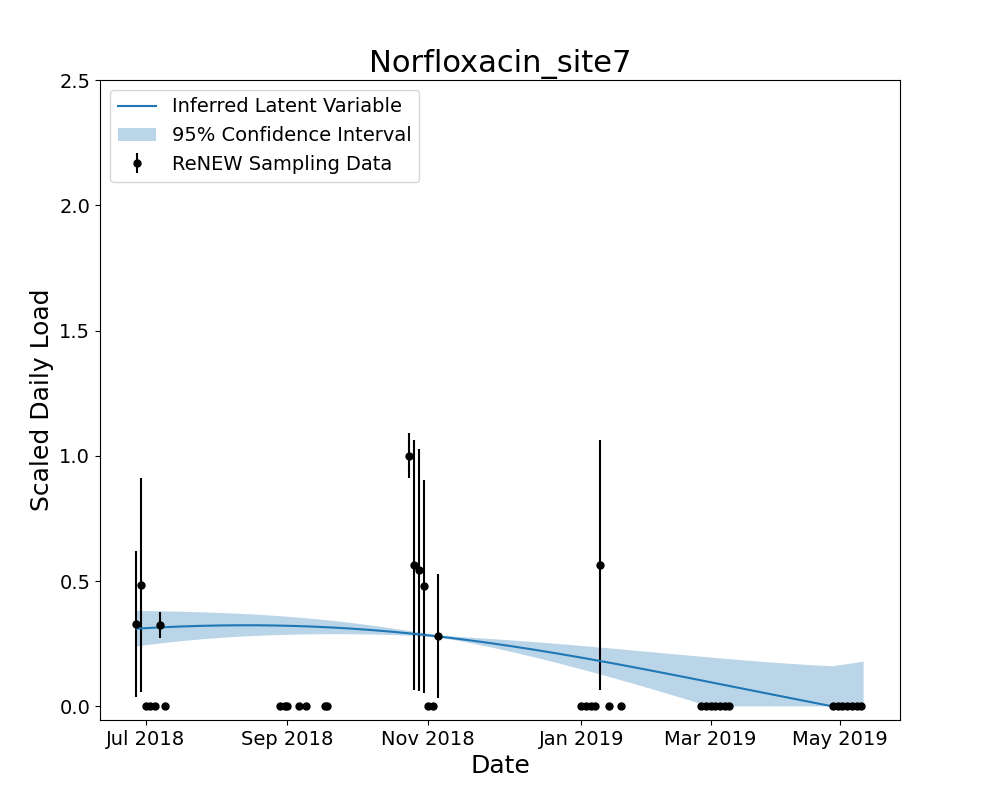 Norfloxacin_site7
Inferred Latent Variable
95% Confidence Interval
ReNEW Sampling Data
Scaled Daily Load
2.5
2.0
1.5
1.0
0.5
0.0
Jul 2018 Sep 2018 Nov 2018 Jan 2019 Mar 2019 May 2019
Date